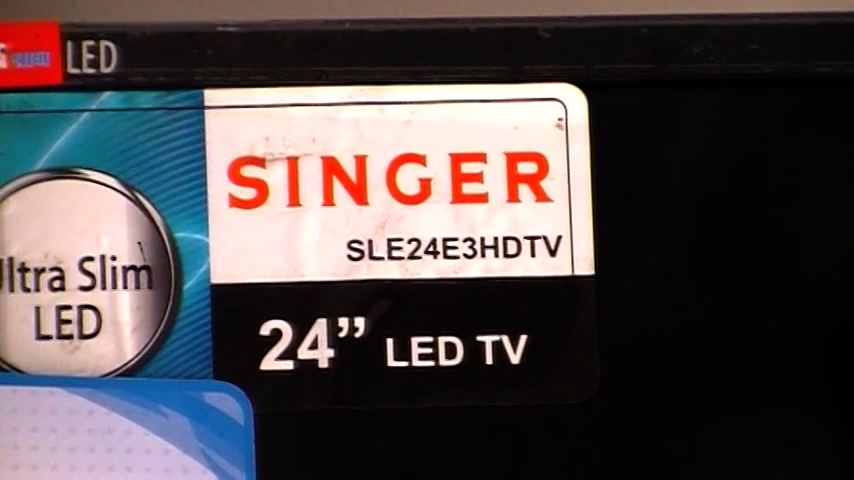 LED
SINGER
SLE24E3HDTV
Ultra Slim
LED
24” LED TV